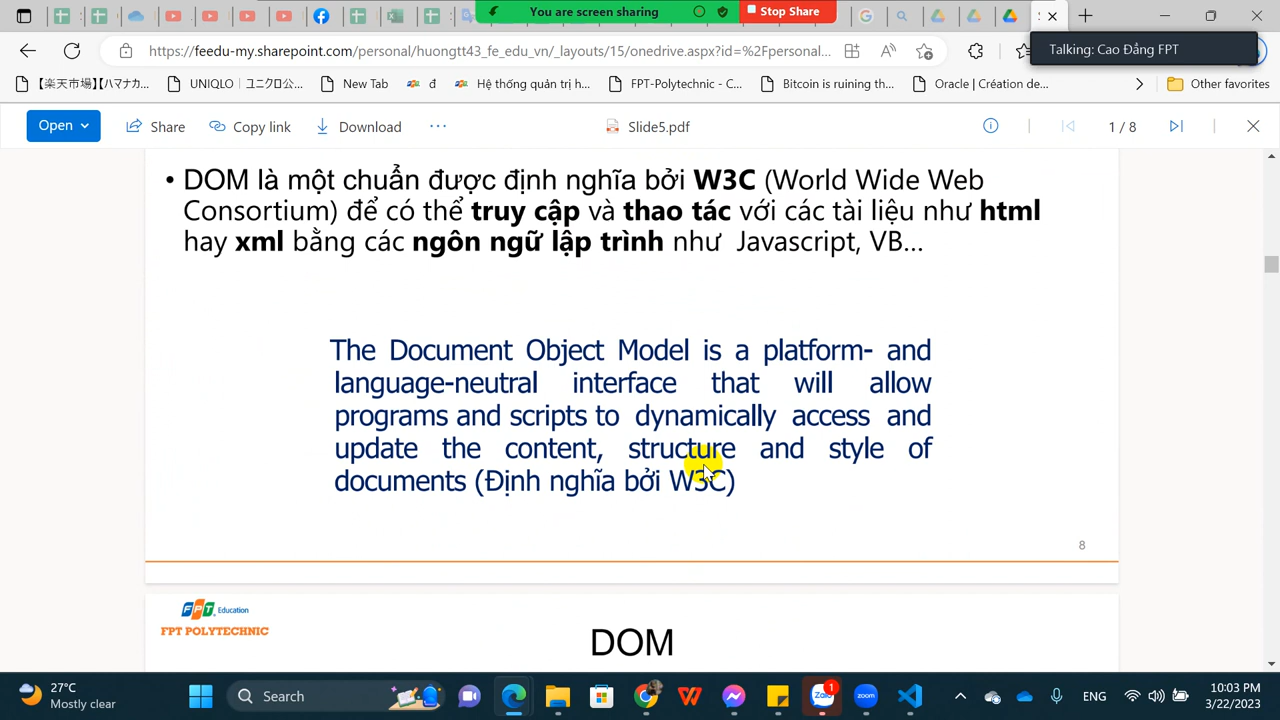 You are screen sharing
Stop Share
https://feedu-my.sharepoint.com/personal/huongtt43_fe_edu_vn/_layouts/15/onedrive.aspx?id=%2Fpersonal...
Talking: Cao Đẳng FPT
【楽天市場】【ハマナカ...
UNIQLO｜ユニクロ公...
New Tab
đ
Hệ thống quản trị h...
FPT-Polytechnic - C...
Bitcoin is ruining th...
Oracle | Création de...
Other favorites
Open
Share
Copy link
Download
Slide5.pdf
1 / 8
• DOM là một chuẩn được định nghĩa bởi W3C (World Wide Web
Consortium) để có thể truy cập và thao tác với các tài liệu như html
hay xml bằng các ngôn ngữ lập trình như Javascript, VB...
The Document Object Model is a platform- and
language-neutral interface that will allow
programs and scripts to dynamically access and
update the content, structure and style of
documents (Định nghĩa bởi W3C)
8
FPT Education
FPT POLYTECHNIC
DOM
27°C
Mostly clear
Search
Zalo
1
zoom
ENG
10:03 PM
3/22/2023